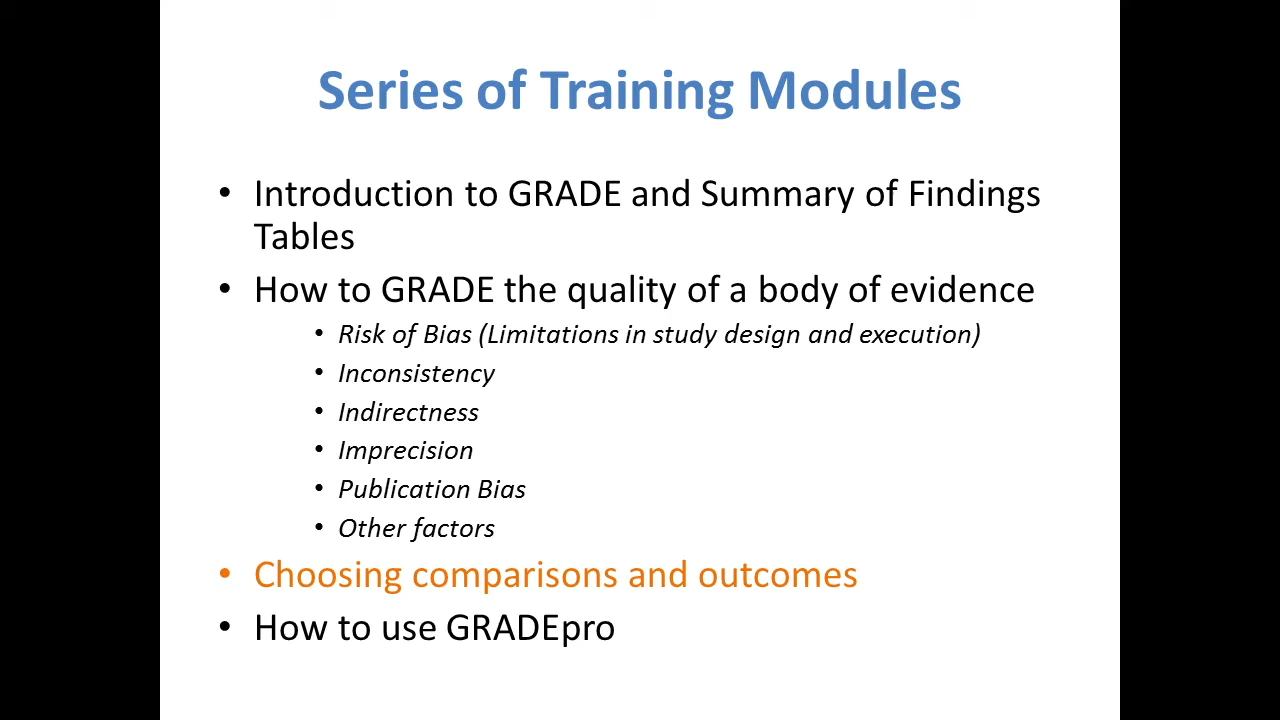 Series of Training Modules
• Introduction to GRADE and Summary of Findings
Tables
• How to GRADE the quality of a body of evidence
• Risk of Bias (Limitations in study design and execution)
• Inconsistency
• Indirectness
• Imprecision
• Publication Bias
• Other factors
• Choosing comparisons and outcomes
• How to use GRADEpro